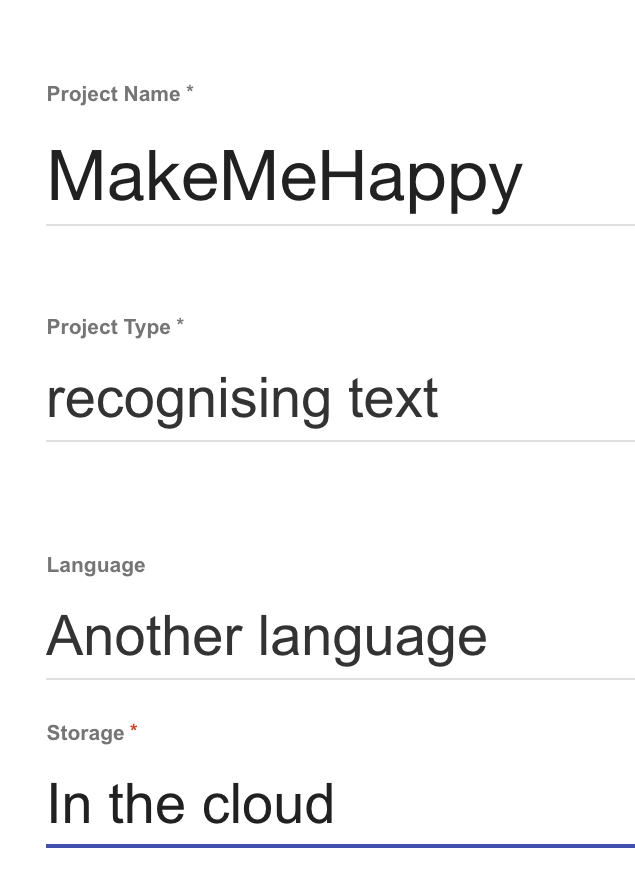 Project Name *
MakeMeHappy
Project Type *
recognising text
Language
Another language
Storage *
In the cloud